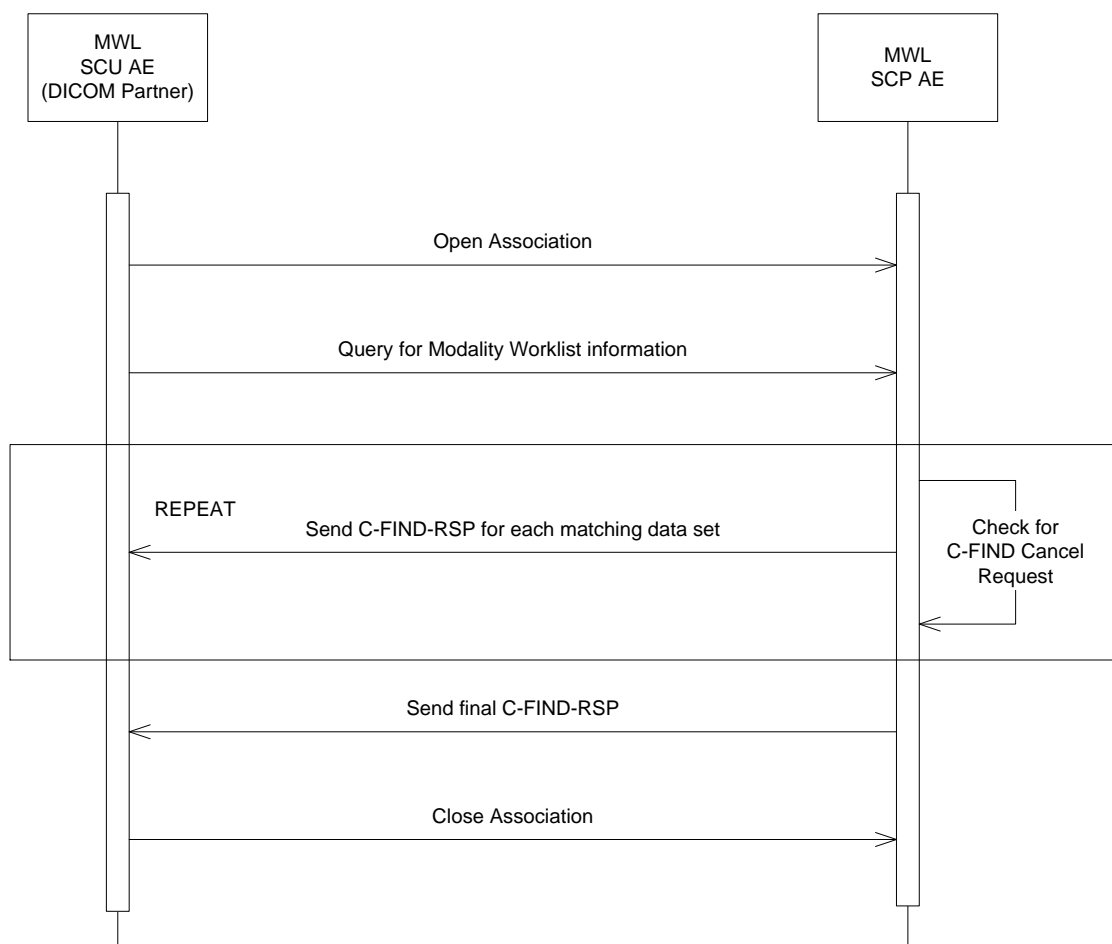 MWL
SCU AE
(DICOM Partner)
MWL
SCP AE
Open Association
Query for Modality Worklist information
REPEAT
Send C-FIND-RSP for each matching data set
Check for
C-FIND Cancel
Request
Send final C-FIND-RSP
Close Association